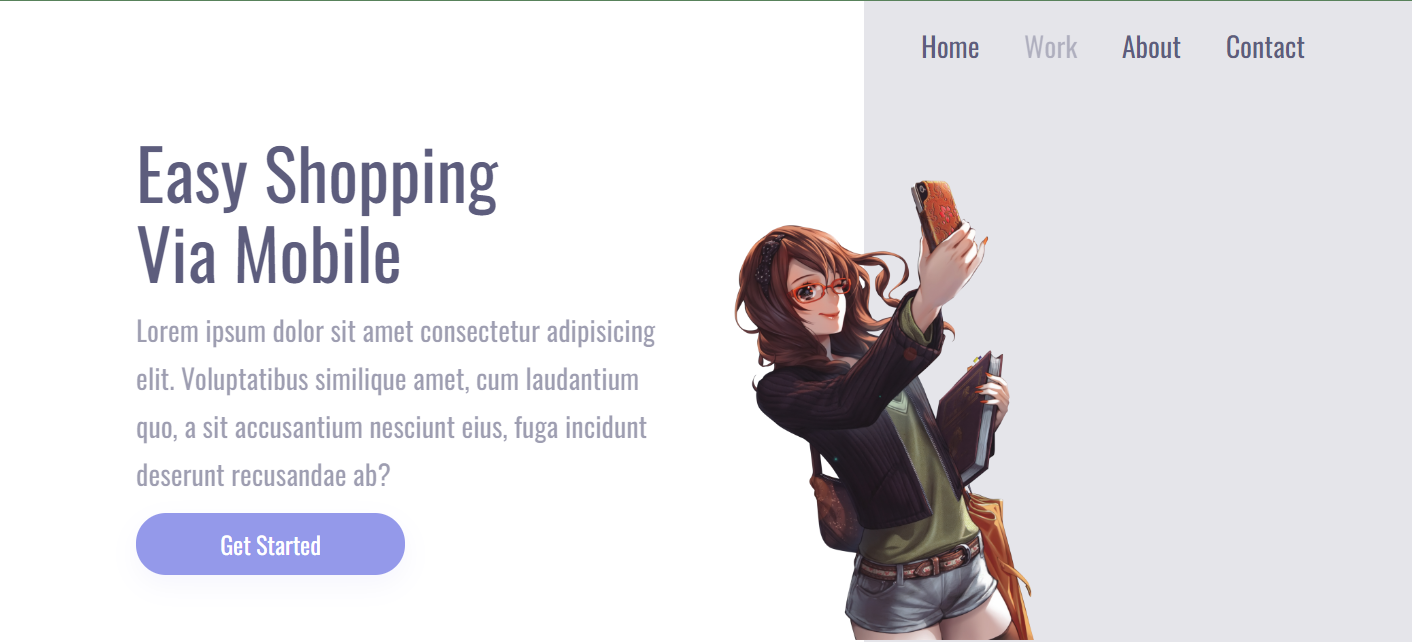 Home Work About Contact
Easy Shopping
Via Mobile
Lorem ipsum dolor sit amet consectetur adipisicing
elit. Voluptatibus similique amet, cum laudantium
quo, a sit accusantium nesciunt eius, fuga incidunt
deserunt recusandae ab?
Get Started